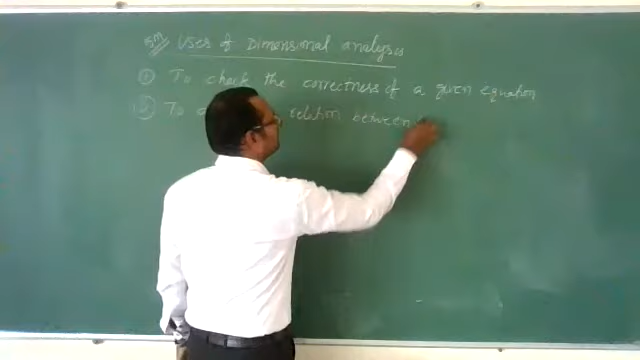 5M Uses of Dimensional analysis
① To check the correctness of a given equation
② To relation between